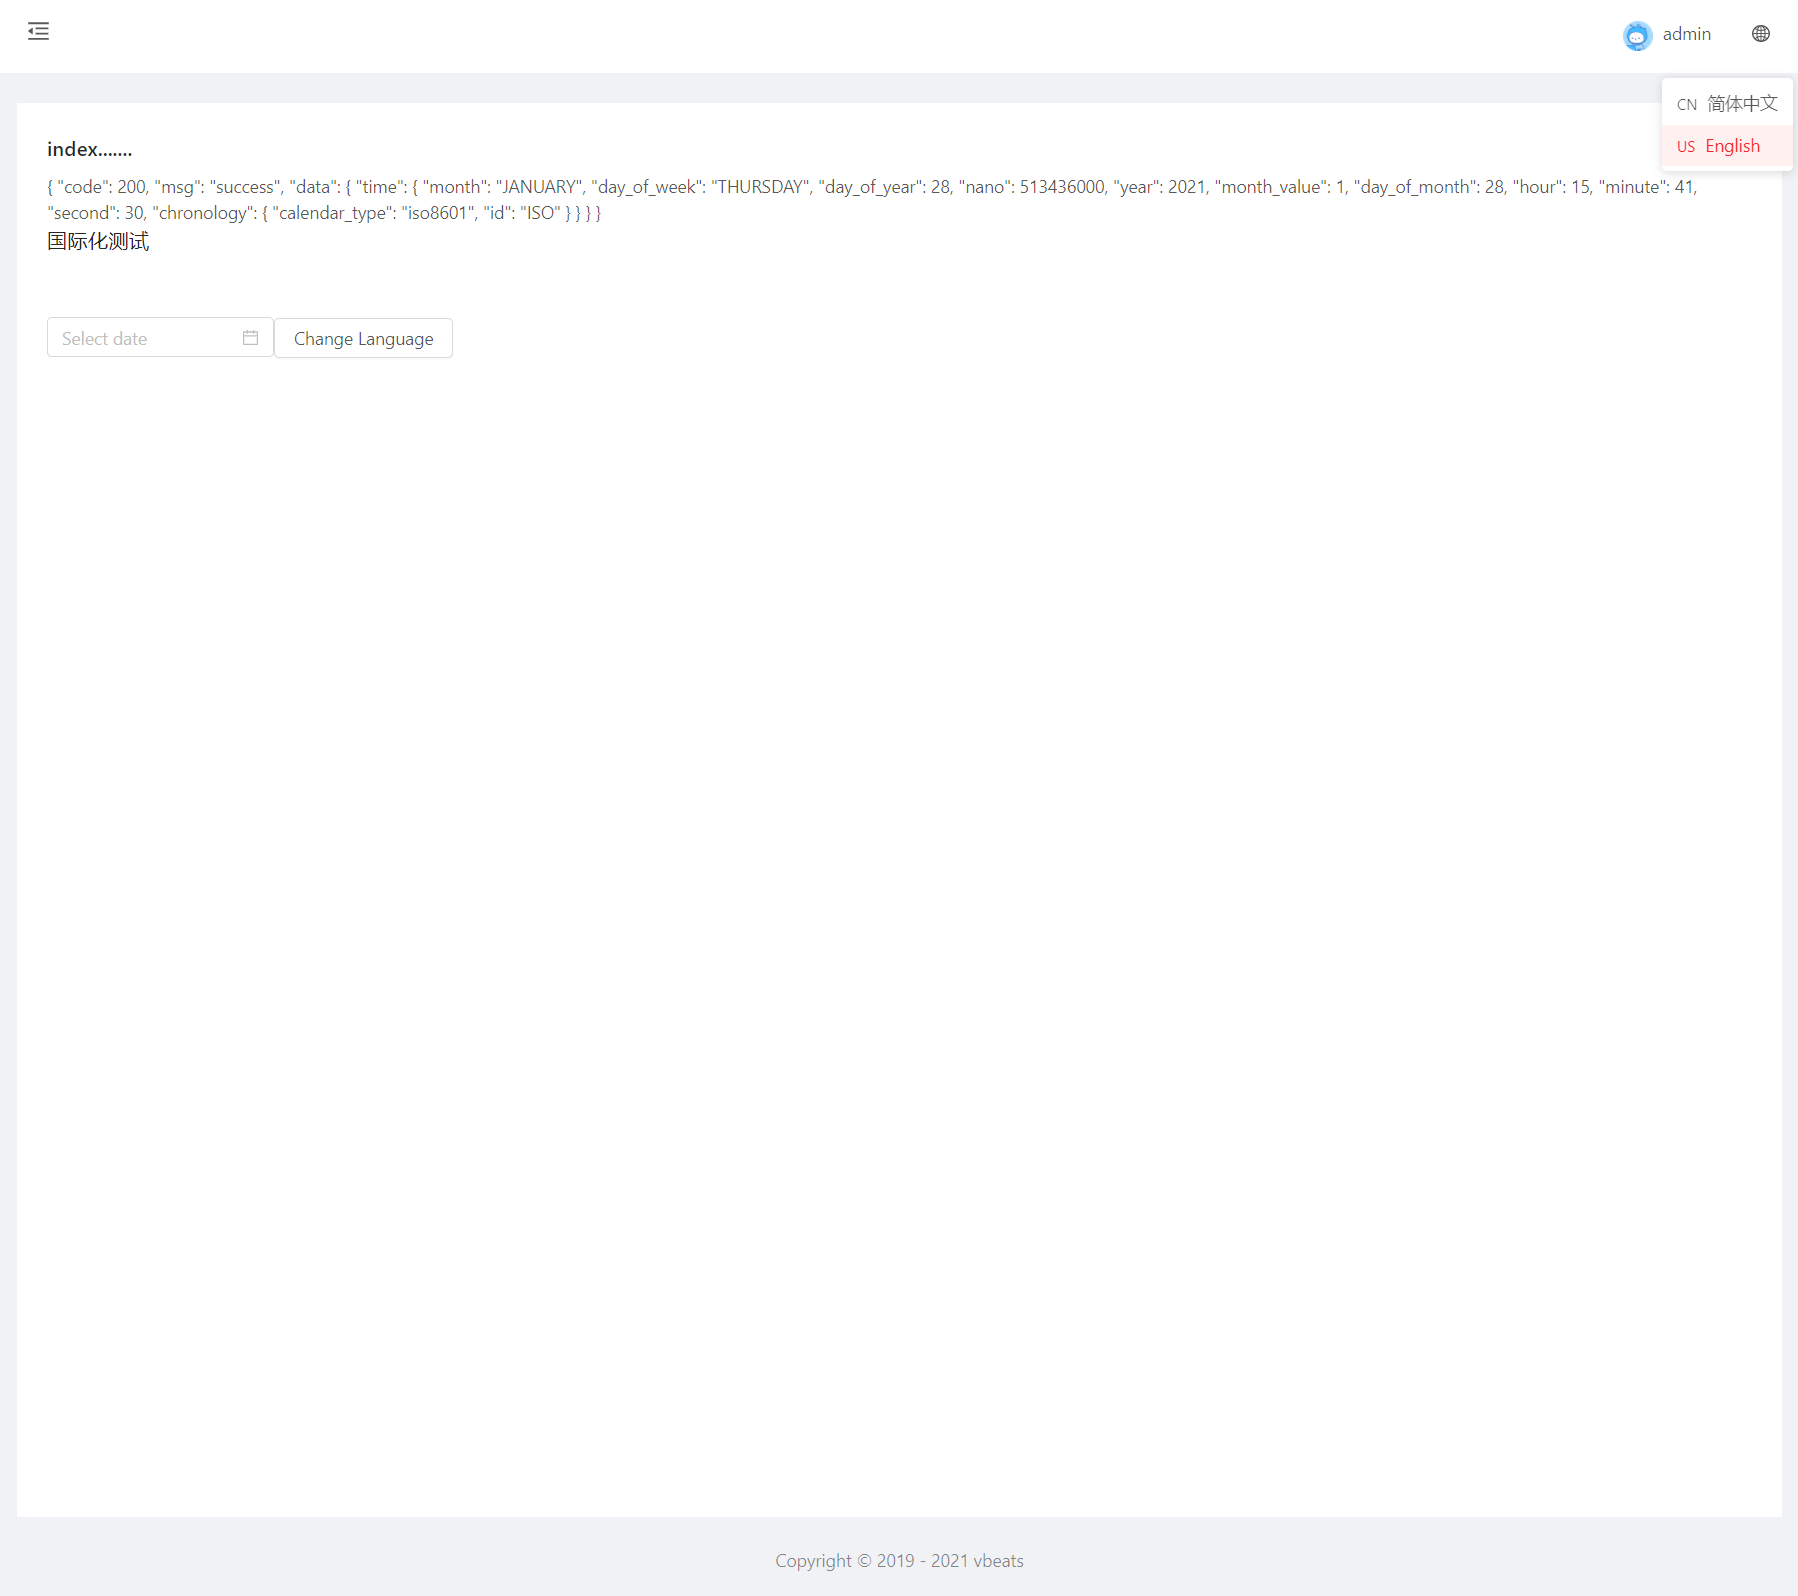 admin
CN 简体中文
US English
index.......
{ "code": 200, "msg": "success", "data": { "time": { "month": "JANUARY", "day_of_week": "THURSDAY", "day_of_year": 28, "nano": 513436000, "year": 2021, "month_value": 1, "day_of_month": 28, "hour": 15, "minute": 41,
"second": 30, "chronology": { "calendar_type": "iso8601", "id": "ISO" } } } }
国际化测试
Select date
Change Language
Copyright © 2019 - 2021 vbeats